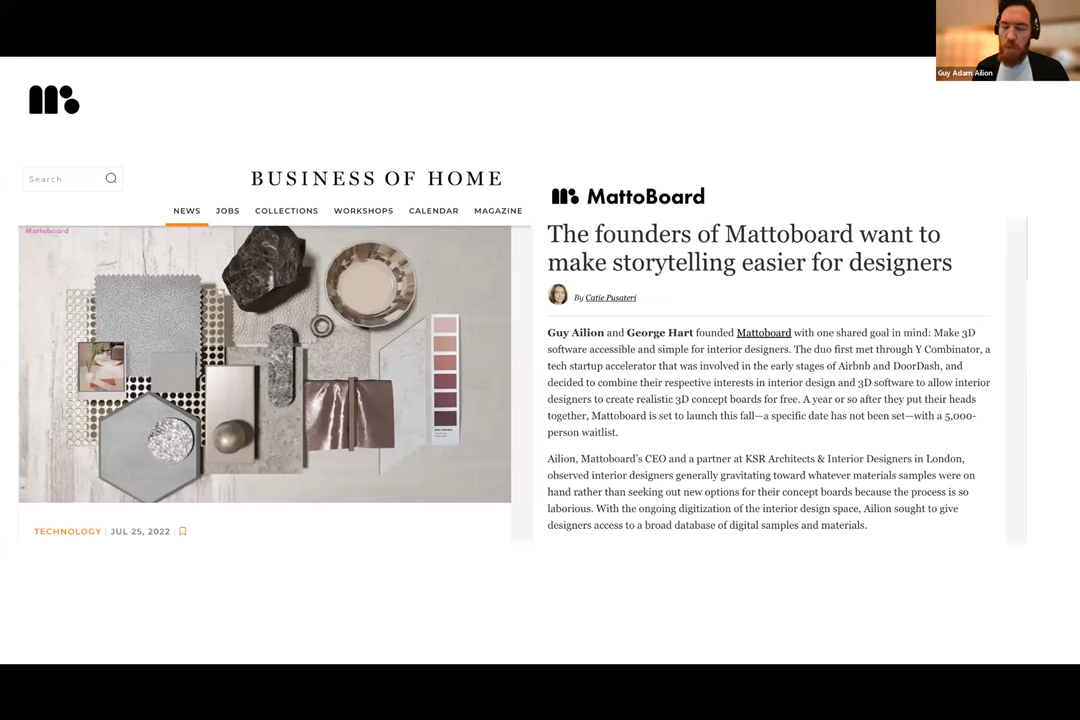 Guy Adam Ailion
Search
BUSINESS OF HOME
NEWS JOBS COLLECTIONS WORKSHOPS CALENDAR MAGAZINE
Mattoboard
TECHNOLOGY | JUL 25, 2022 |
MattoBoard
The founders of Mattoboard want to
make storytelling easier for designers
By Catie Pusateri
Guy Ailion and George Hart founded Mattoboard with one shared goal in mind: Make 3D
software accessible and simple for interior designers. The duo first met through Y Combinator, a
tech startup accelerator that was involved in the early stages of Airbnb and DoorDash, and
decided to combine their respective interests in interior design and 3D software to allow interior
designers to create realistic 3D concept boards for free. A year or so after they put their heads
together, Mattoboard is set to launch this fall—a specific date has not been set—with a 5,000-
person waitlist.
Ailion, Mattoboard's CEO and a partner at KSR Architects & Interior Designers in London,
observed interior designers generally gravitating toward whatever materials samples were on
hand rather than seeking out new options for their concept boards because the process is so
laborious. With the ongoing digitization of the interior design space, Ailion sought to give
designers access to a broad database of digital samples and materials.